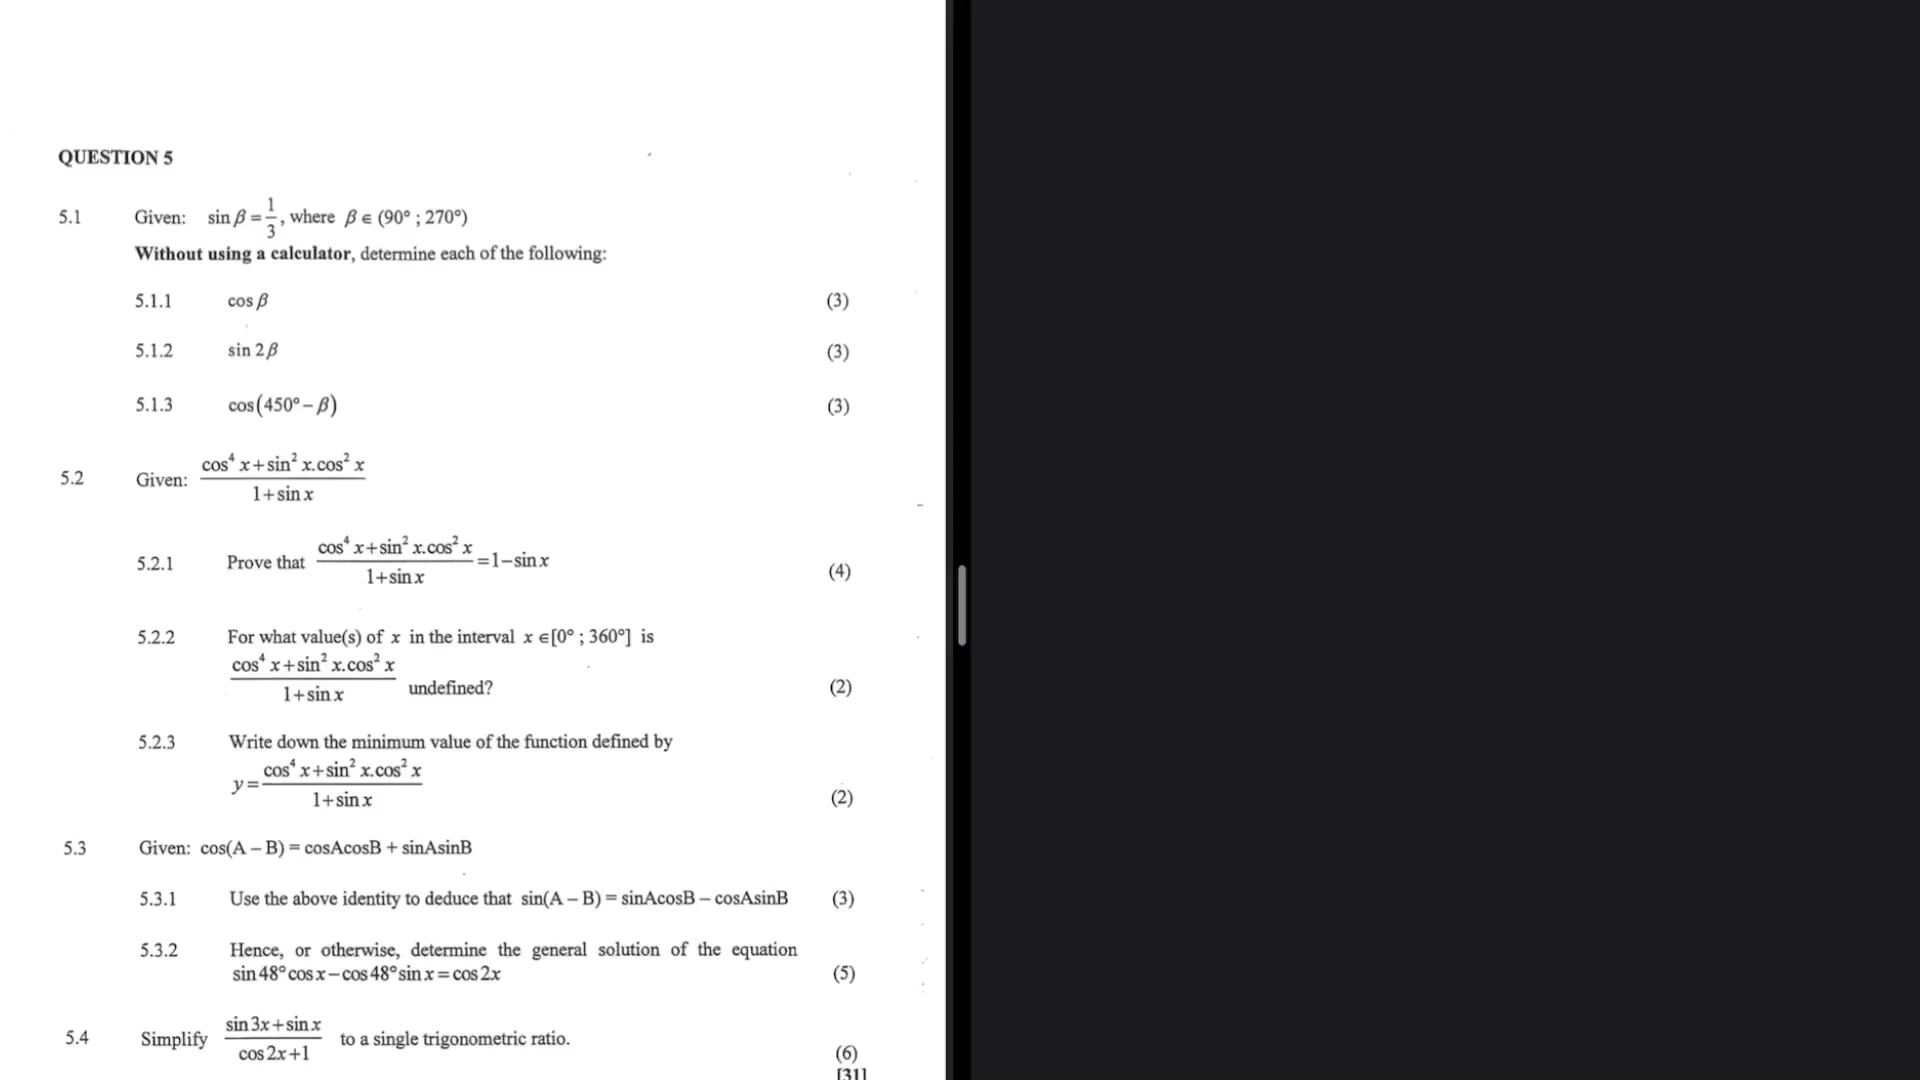 QUESTION 5
5.1 Given: sin β = 1/3, where β ∈ (90° ; 270°)
Without using a calculator, determine each of the following:
5.1.1 cos β (3)
5.1.2 sin 2β (3)
5.1.3 cos(450° – β) (3)
5.2 Given: (cos⁴ x + sin² x.cos² x)/(1 + sin x)
5.2.1 Prove that (cos⁴ x + sin² x.cos² x)/(1 + sin x) = 1 – sin x (4)
5.2.2 For what value(s) of x in the interval x ∈ [0° ; 360°] is
(cos⁴ x + sin² x.cos² x)/(1 + sin x) undefined? (2)
5.2.3 Write down the minimum value of the function defined by
y = (cos⁴ x + sin² x.cos² x)/(1 + sin x) (2)
5.3 Given: cos(A – B) = cosAcosB + sinAsinB
5.3.1 Use the above identity to deduce that sin(A – B) = sinAcosB – cosAsinB (3)
5.3.2 Hence, or otherwise, determine the general solution of the equation
sin 48° cos x – cos 48° sin x = cos 2x (5)
5.4 Simplify (sin 3x + sin x)/(cos 2x + 1) to a single trigonometric ratio. (6)
[31]